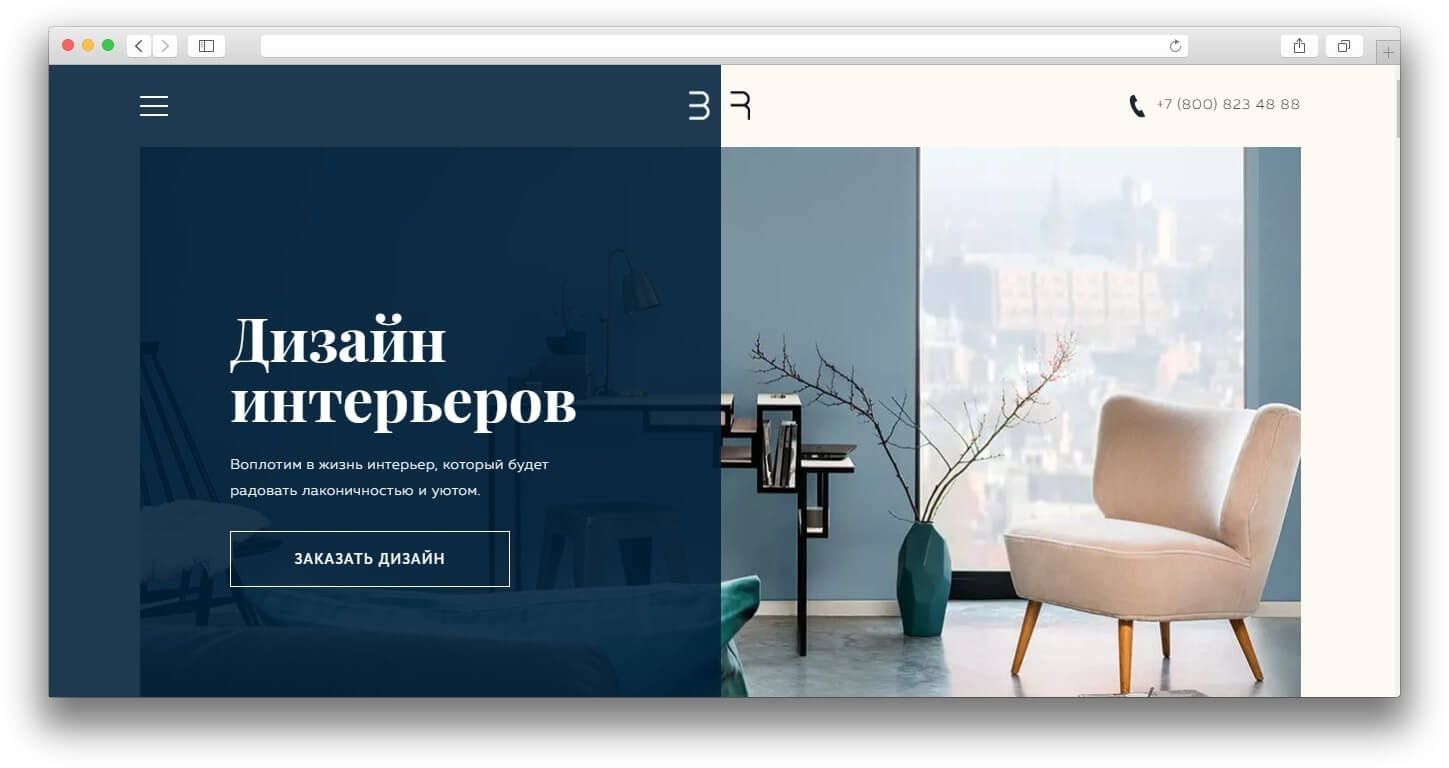 +7 (800) 823 48 88
Дизайн
интерьеров
Воплотим в жизнь интерьер, который будет
радовать лаконичностью и уютом.
ЗАКАЗАТЬ ДИЗАЙН